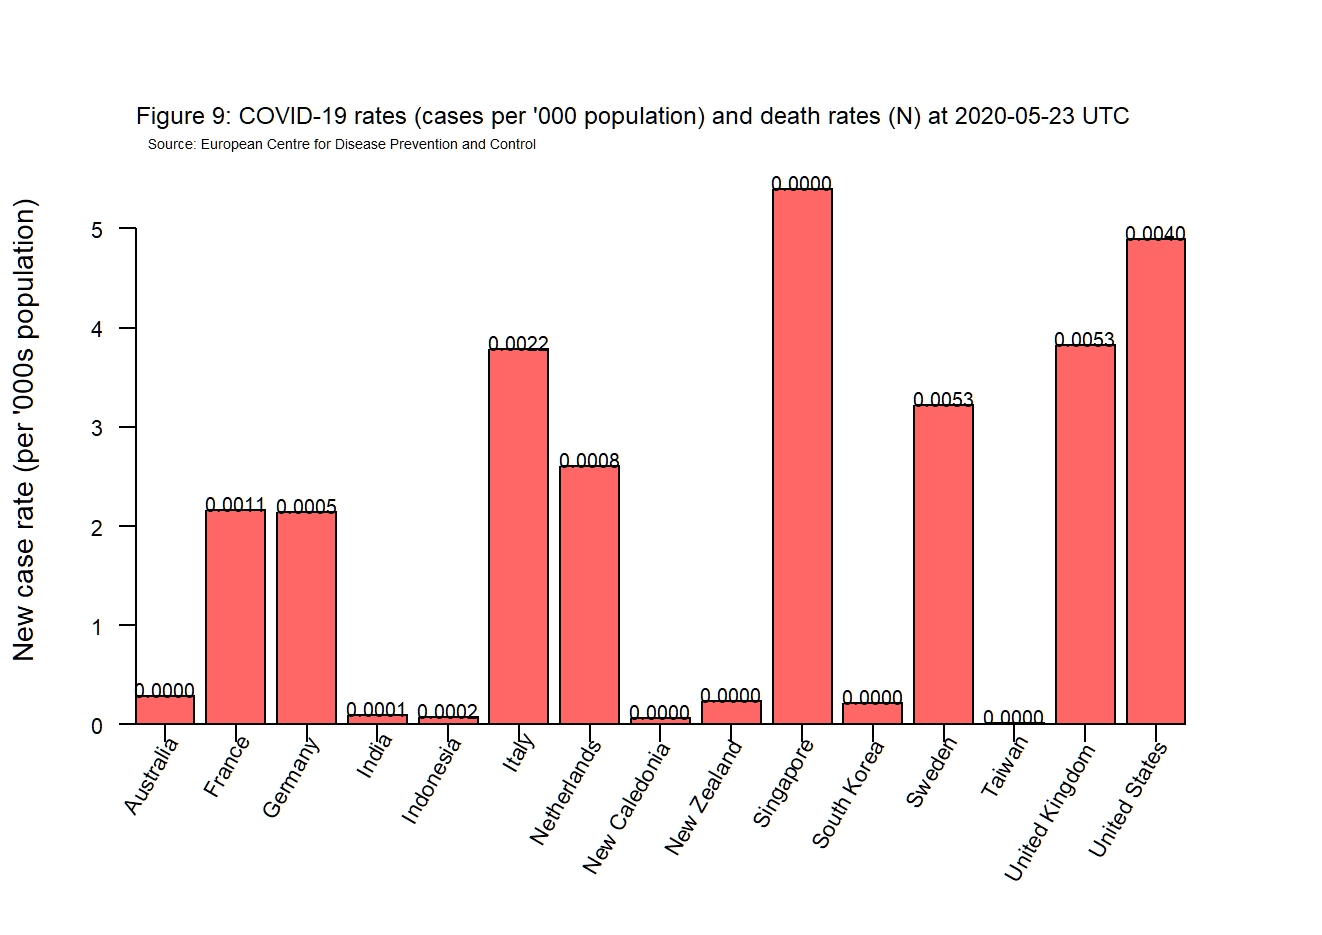 Figure 9: COVID-19 rates (cases per '000 population) and death rates (N) at 2020-05-23 UTC
Source: European Centre for Disease Prevention and Control
New case rate (per '000s population)
5
4
3
2
1
0
0.0000
0.0011
0.0005
0.0001
0.0002
0.0022
0.0008
0.0000
0.0000
0.0000
0.0000
0.0053
0.0000
0.0053
0.0040
Australia
France
Germany
India
Indonesia
Italy
Netherlands
New Caledonia
New Zealand
Singapore
South Korea
Sweden
Taiwan
United Kingdom
United States